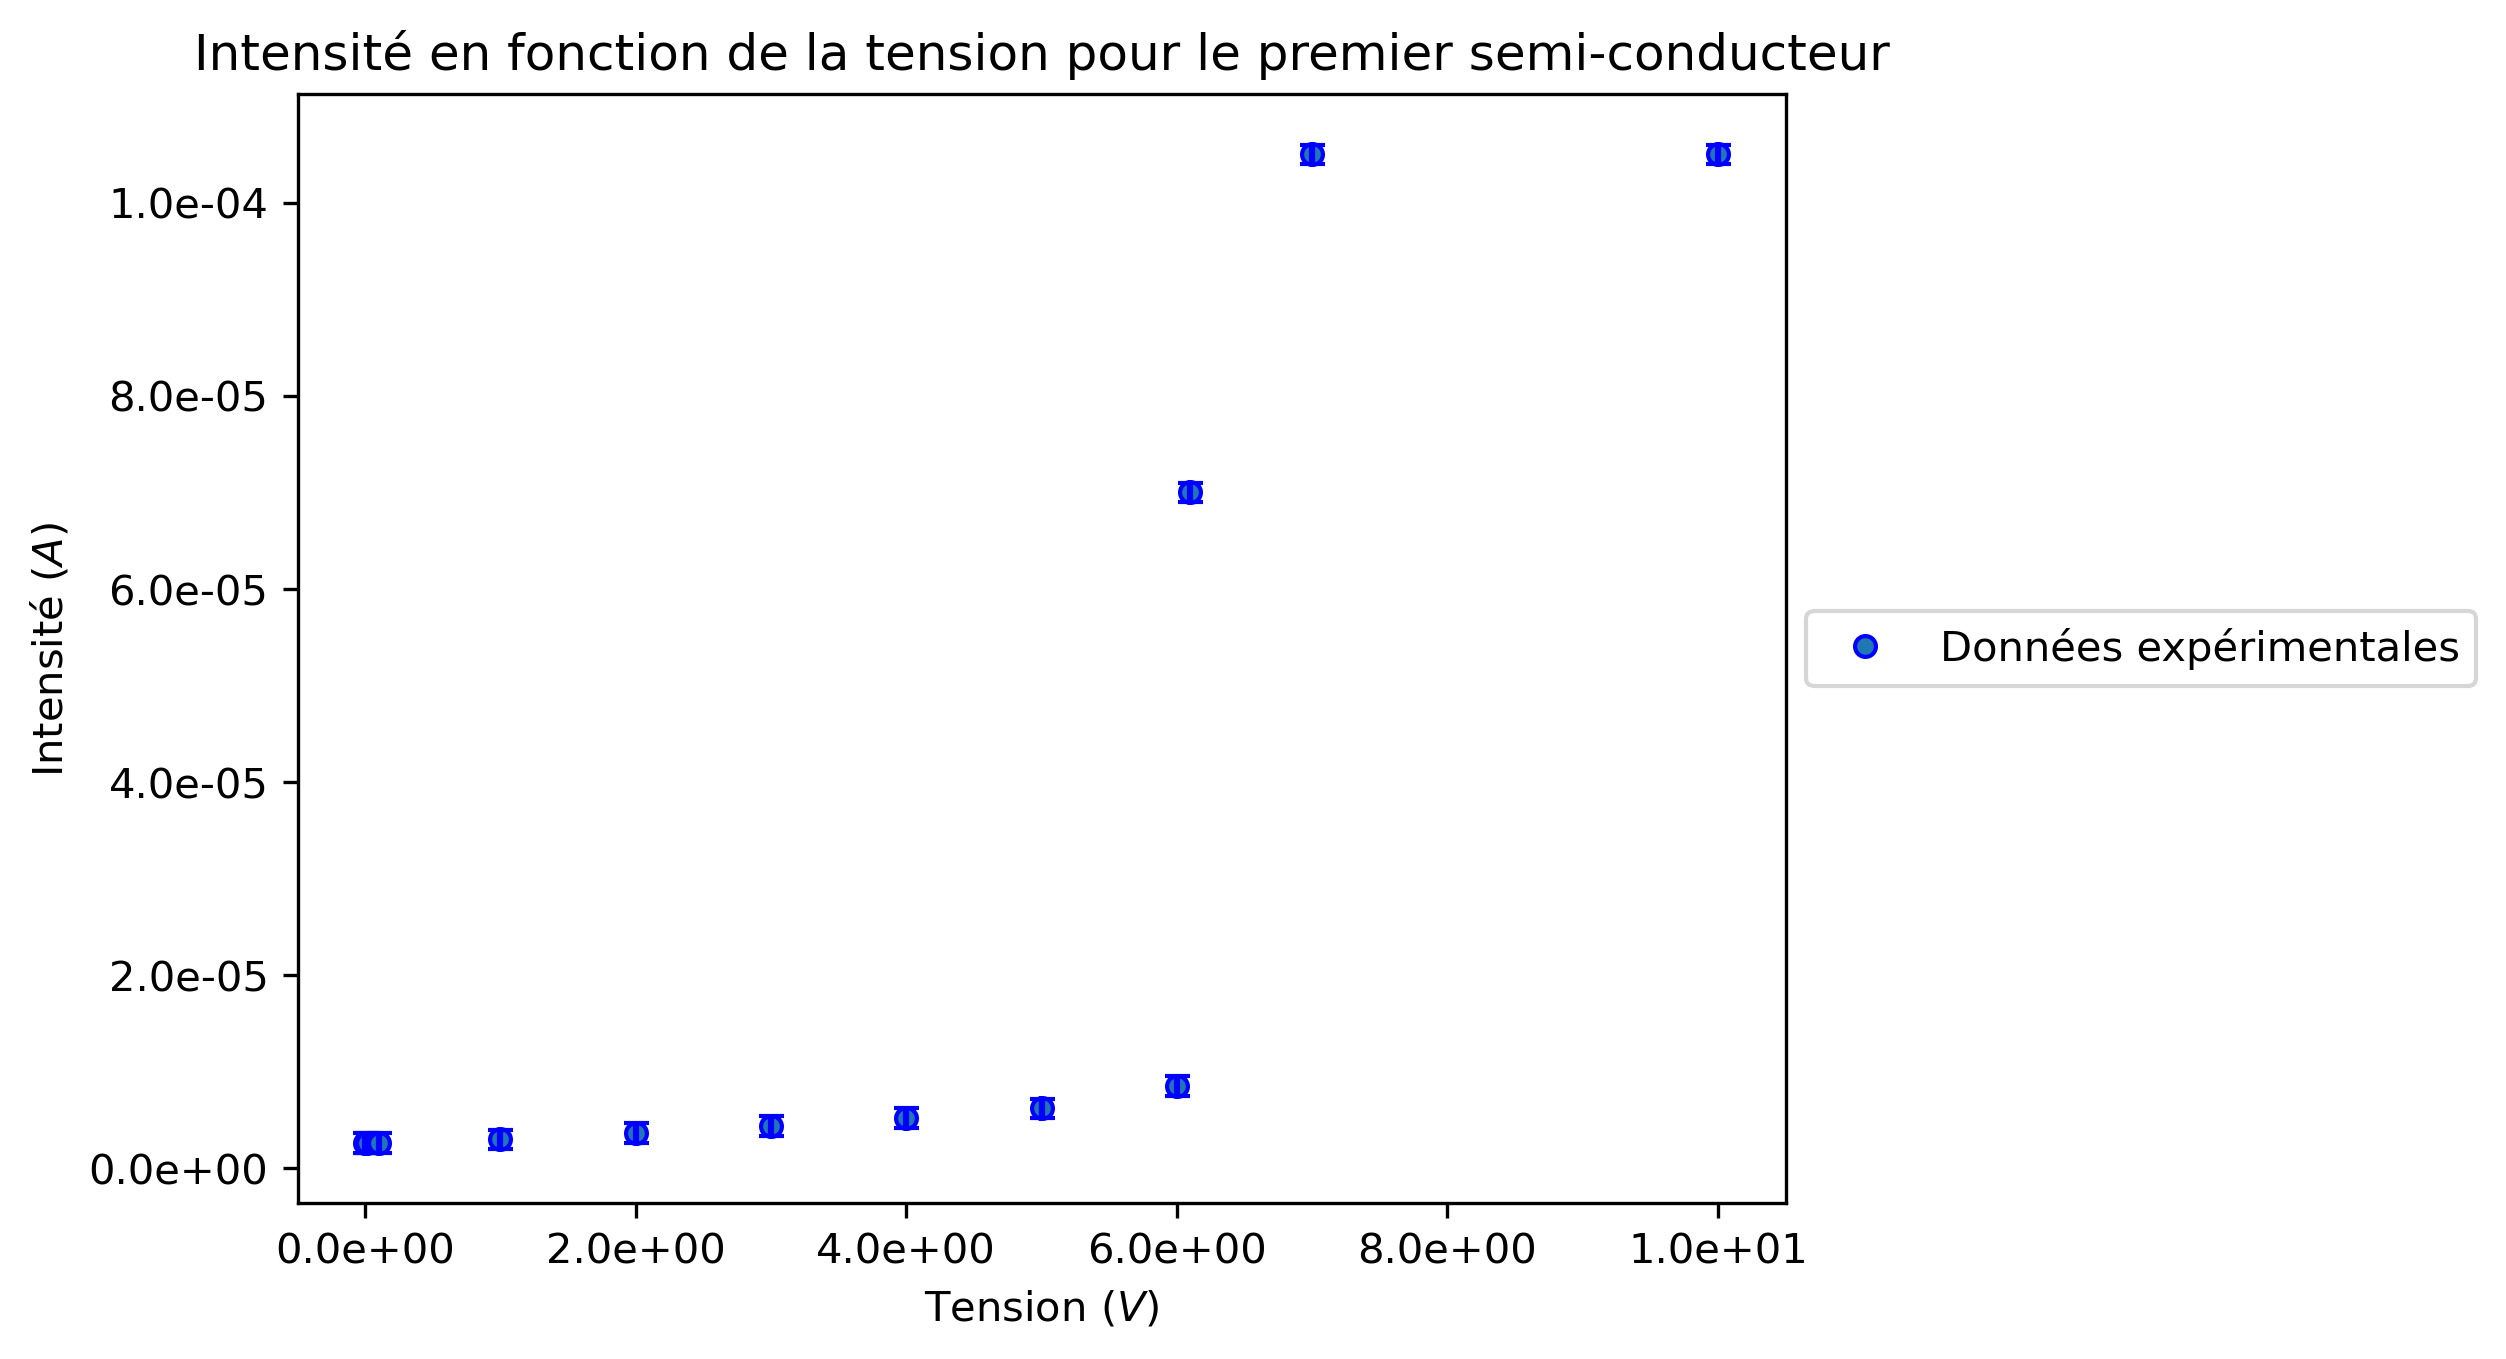 Intensité en fonction de la tension pour le premier semi-conducteur
1.0e-04
8.0e-05
6.0e-05
4.0e-05
2.0e-05
0.0e+00
Intensité (A)
0.0e+00 2.0e+00 4.0e+00 6.0e+00 8.0e+00 1.0e+01
Tension (V)
Données expérimentales